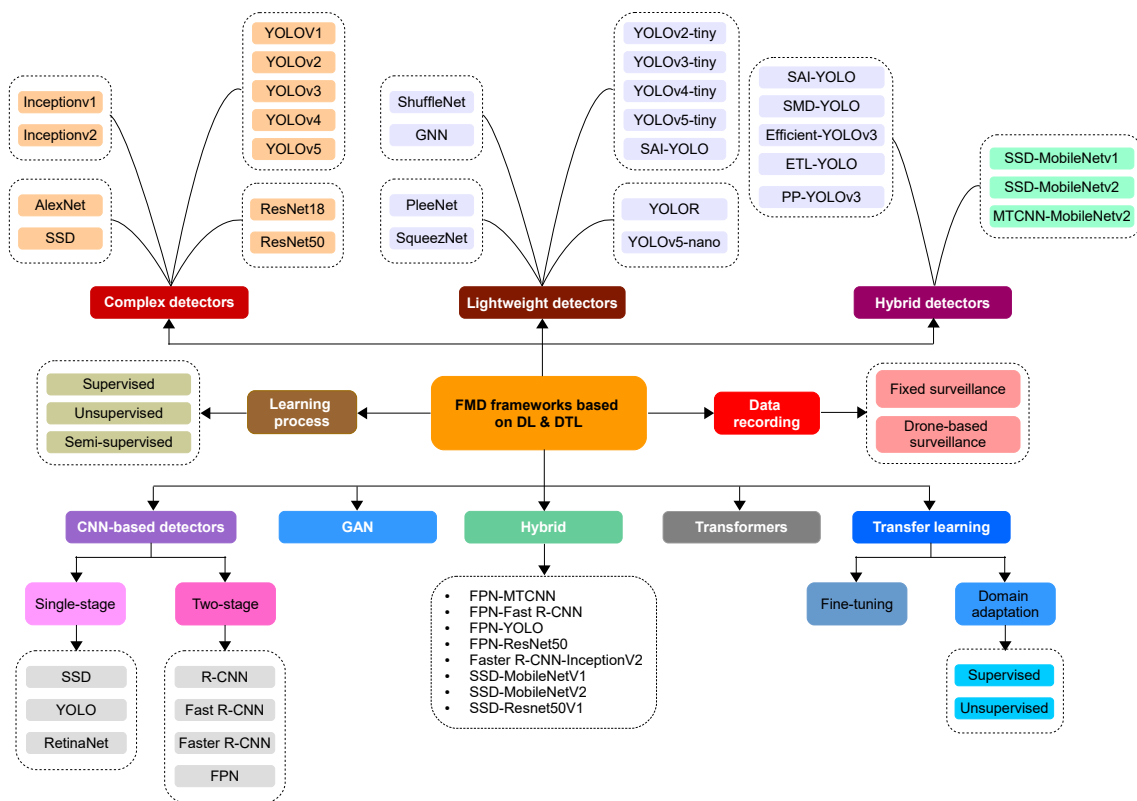 YOLOV1
YOLOv2
YOLOv3
YOLOv4
YOLOv5
Inceptionv1
Inceptionv2
AlexNet
SSD
ResNet18
ResNet50
Complex detectors
YOLOv2-tiny
YOLOv3-tiny
YOLOv4-tiny
YOLOv5-tiny
SAI-YOLO
ShuffleNet
GNN
PleeNet
SqueezNet
YOLOR
YOLOv5-nano
Lightweight detectors
SAI-YOLO
SMD-YOLO
Efficient-YOLOv3
ETL-YOLO
PP-YOLOv3
SSD-MobileNetv1
SSD-MobileNetv2
MTCNN-MobileNetv2
Hybrid detectors
Supervised
Unsupervised
Semi-supervised
Learning
process
FMD frameworks based
on DL & DTL
Data
recording
Fixed surveillance
Drone-based
surveillance
CNN-based detectors
GAN
Hybrid
Transformers
Transfer learning
Single-stage
Two-stage
SSD
YOLO
RetinaNet
R-CNN
Fast R-CNN
Faster R-CNN
FPN
• FPN-MTCNN
• FPN-Fast R-CNN
• FPN-YOLO
• FPN-ResNet50
• Faster R-CNN-InceptionV2
• SSD-MobileNetV1
• SSD-MobileNetV2
• SSD-Resnet50V1
Fine-tuning
Domain
adaptation
Supervised
Unsupervised